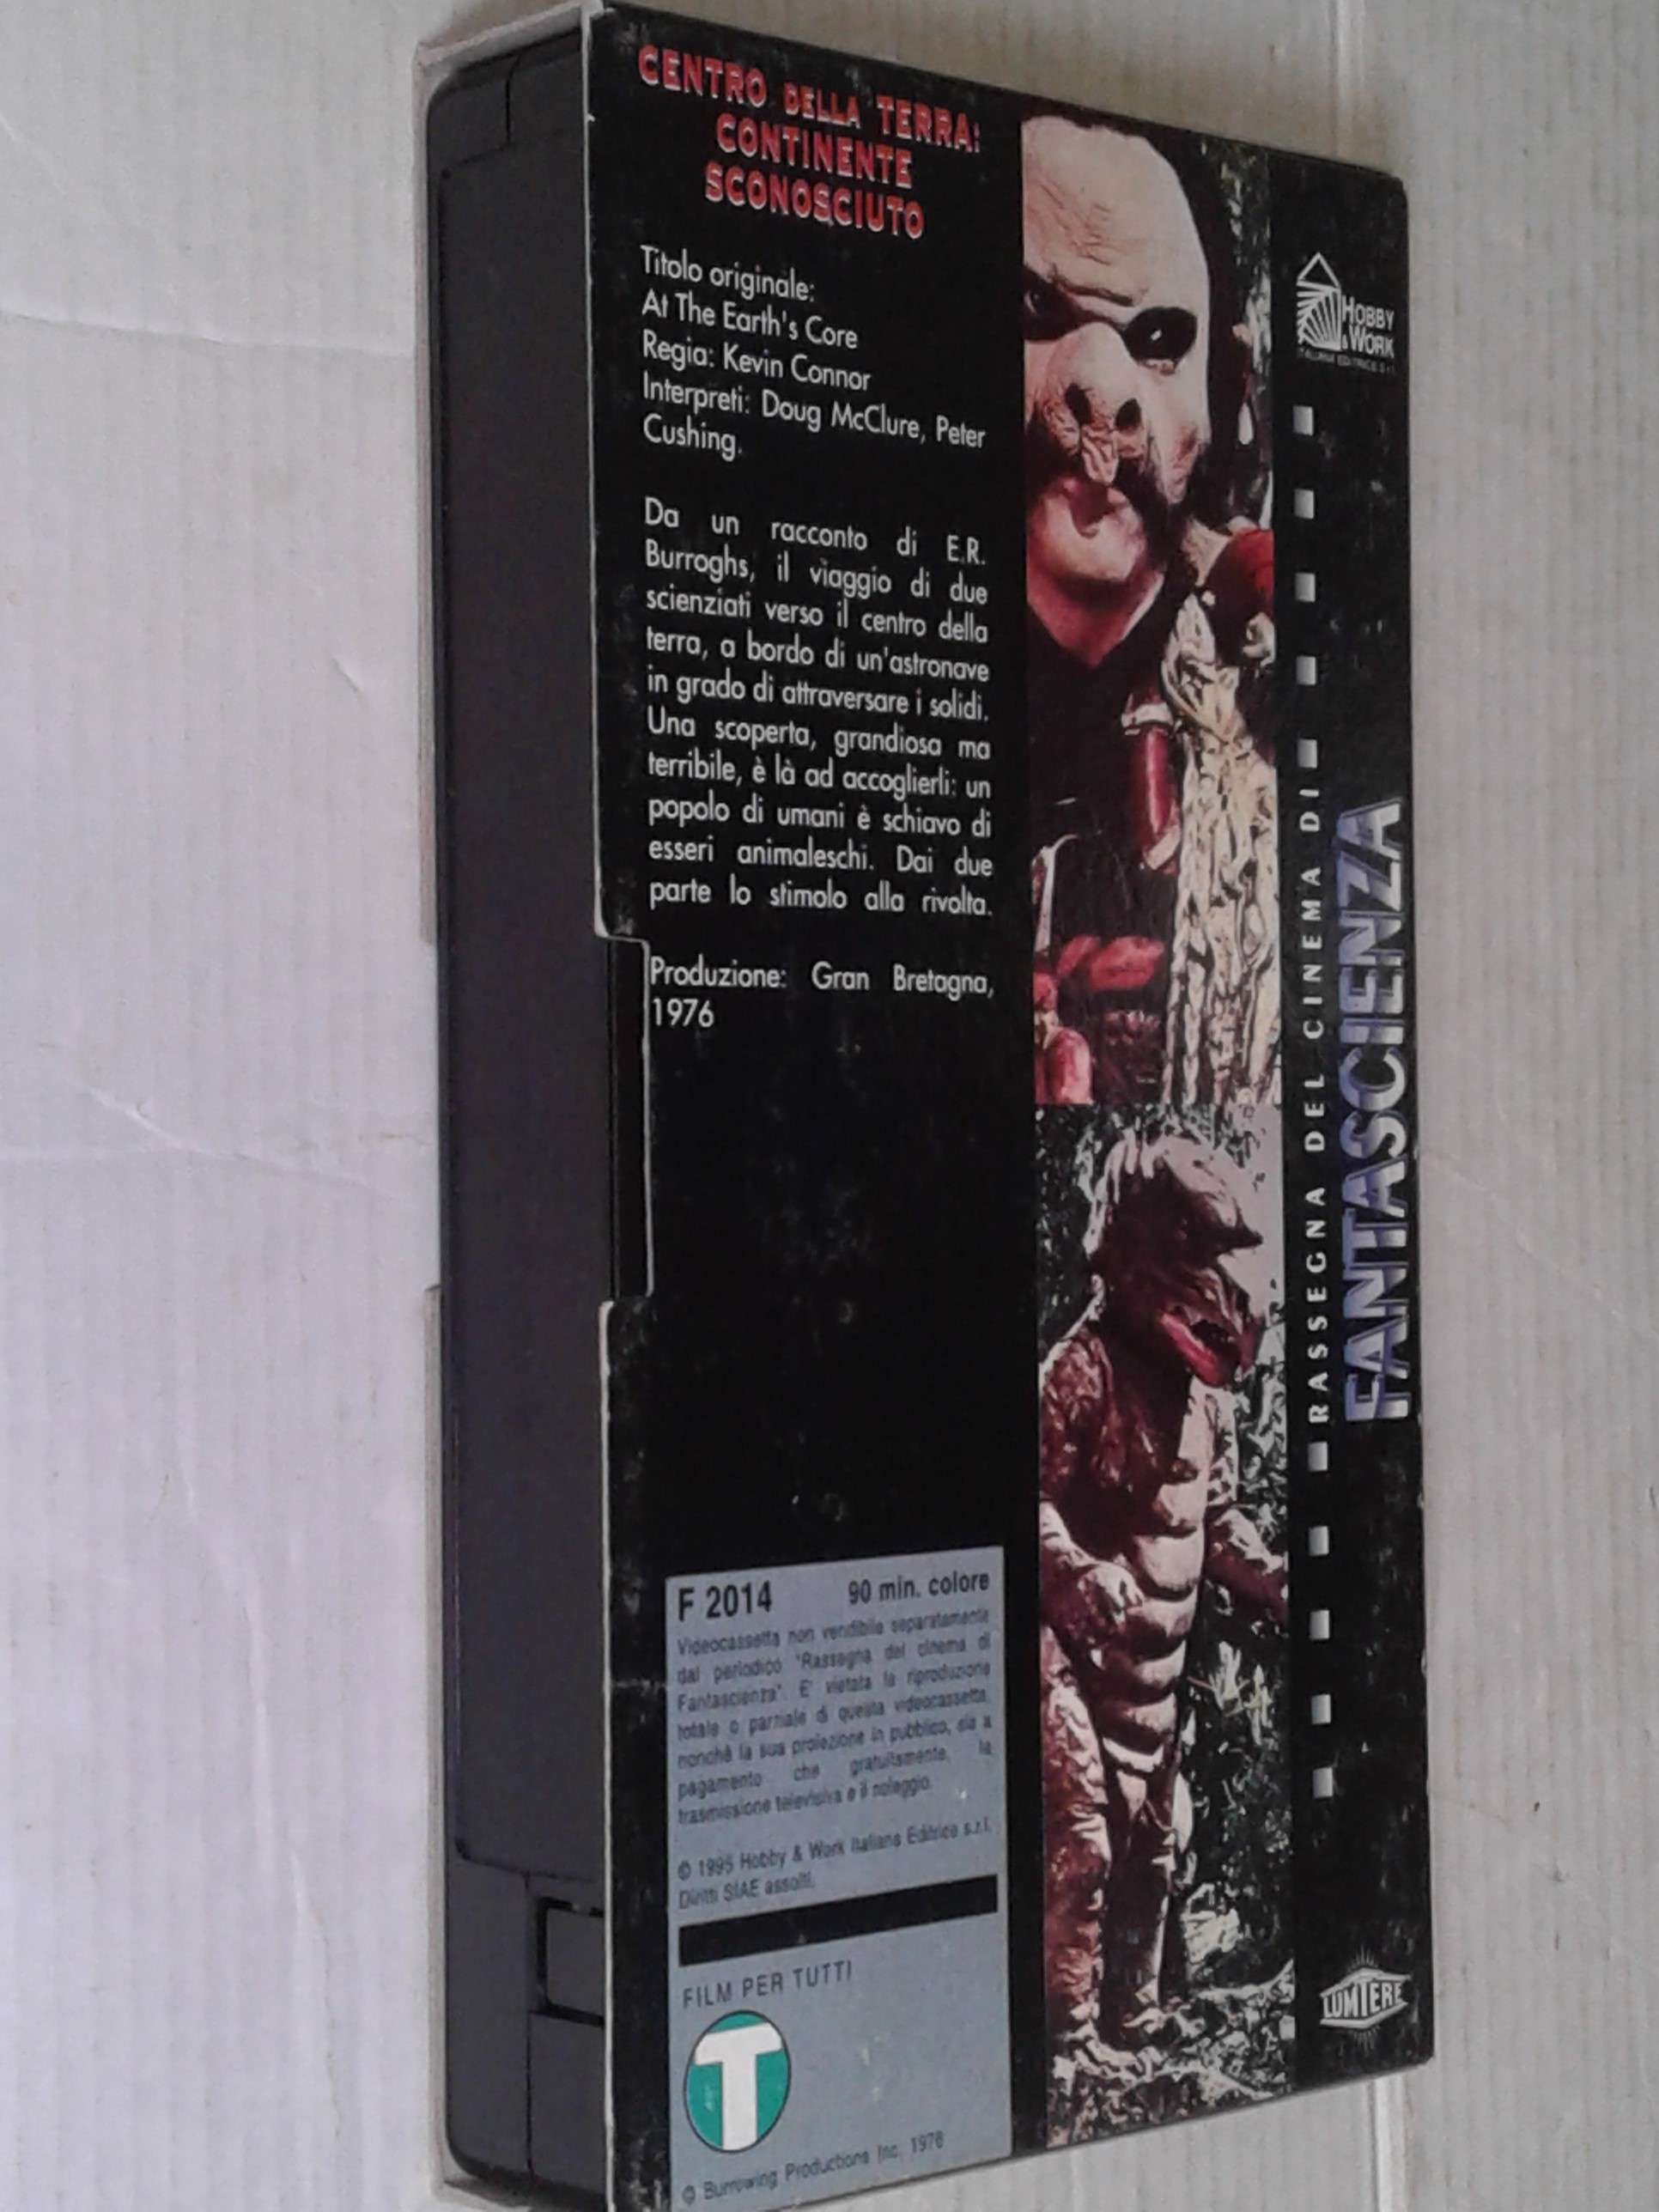 CENTRO DELLA TERRA:
CONTINENTE
SCONOSCIUTO
Titolo originale:
At The Earth's Core
Regia: Kevin Connor
Interpreti: Doug McClure, Peter
Cushing.
Da un racconto di E.R.
Burroghs, il viaggio di due
scienziati verso il centro della
terra, a bordo di un'astronave
in grado di attraversare i solidi.
Una scoperta, grandiosa ma
terribile, è là ad accoglierli: un
popolo di umani è schiavo di
esseri animaleschi. Dai due
parte lo stimolo alla rivolta.
Produzione: Gran Bretagna,
1976
F 2014 90 min. colore
Videocassetta non vendibile separatamente
dal periodico "Rassegna del cinema di
Fantascienza". E' vietata la riproduzione
totale o parziale di questa videocassetta,
nonchè la sua proiezione in pubblico, sia a
pagamento che gratuitamente, la
trasmissione televisiva e il noleggio.
© 1995 Hobby & Work Italiana Editrice s.r.l.
Diritti SIAE assolti.
FILM PER TUTTI
T
© Burrowing Productions Inc. 1976
HOBBY
& WORK
ITALIANA EDITRICE S.r.l.
RASSEGNA DEL CINEMA DI
FANTASCIENZA
LUMIERE